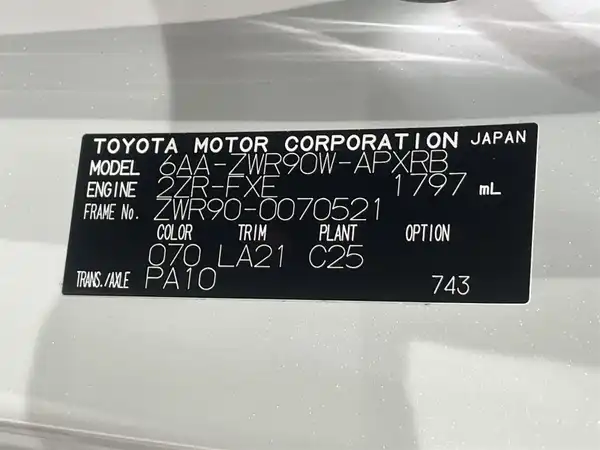 TOYOTA MOTOR CORPORATION JAPAN
MODEL 6AA-ZWR90W-APXRB
ENGINE 2ZR-FXE 1797 mL
FRAME No. ZWR90-0070521
COLOR TRIM PLANT OPTION
070 LA21 C25
TRANS./AXLE PA10 743